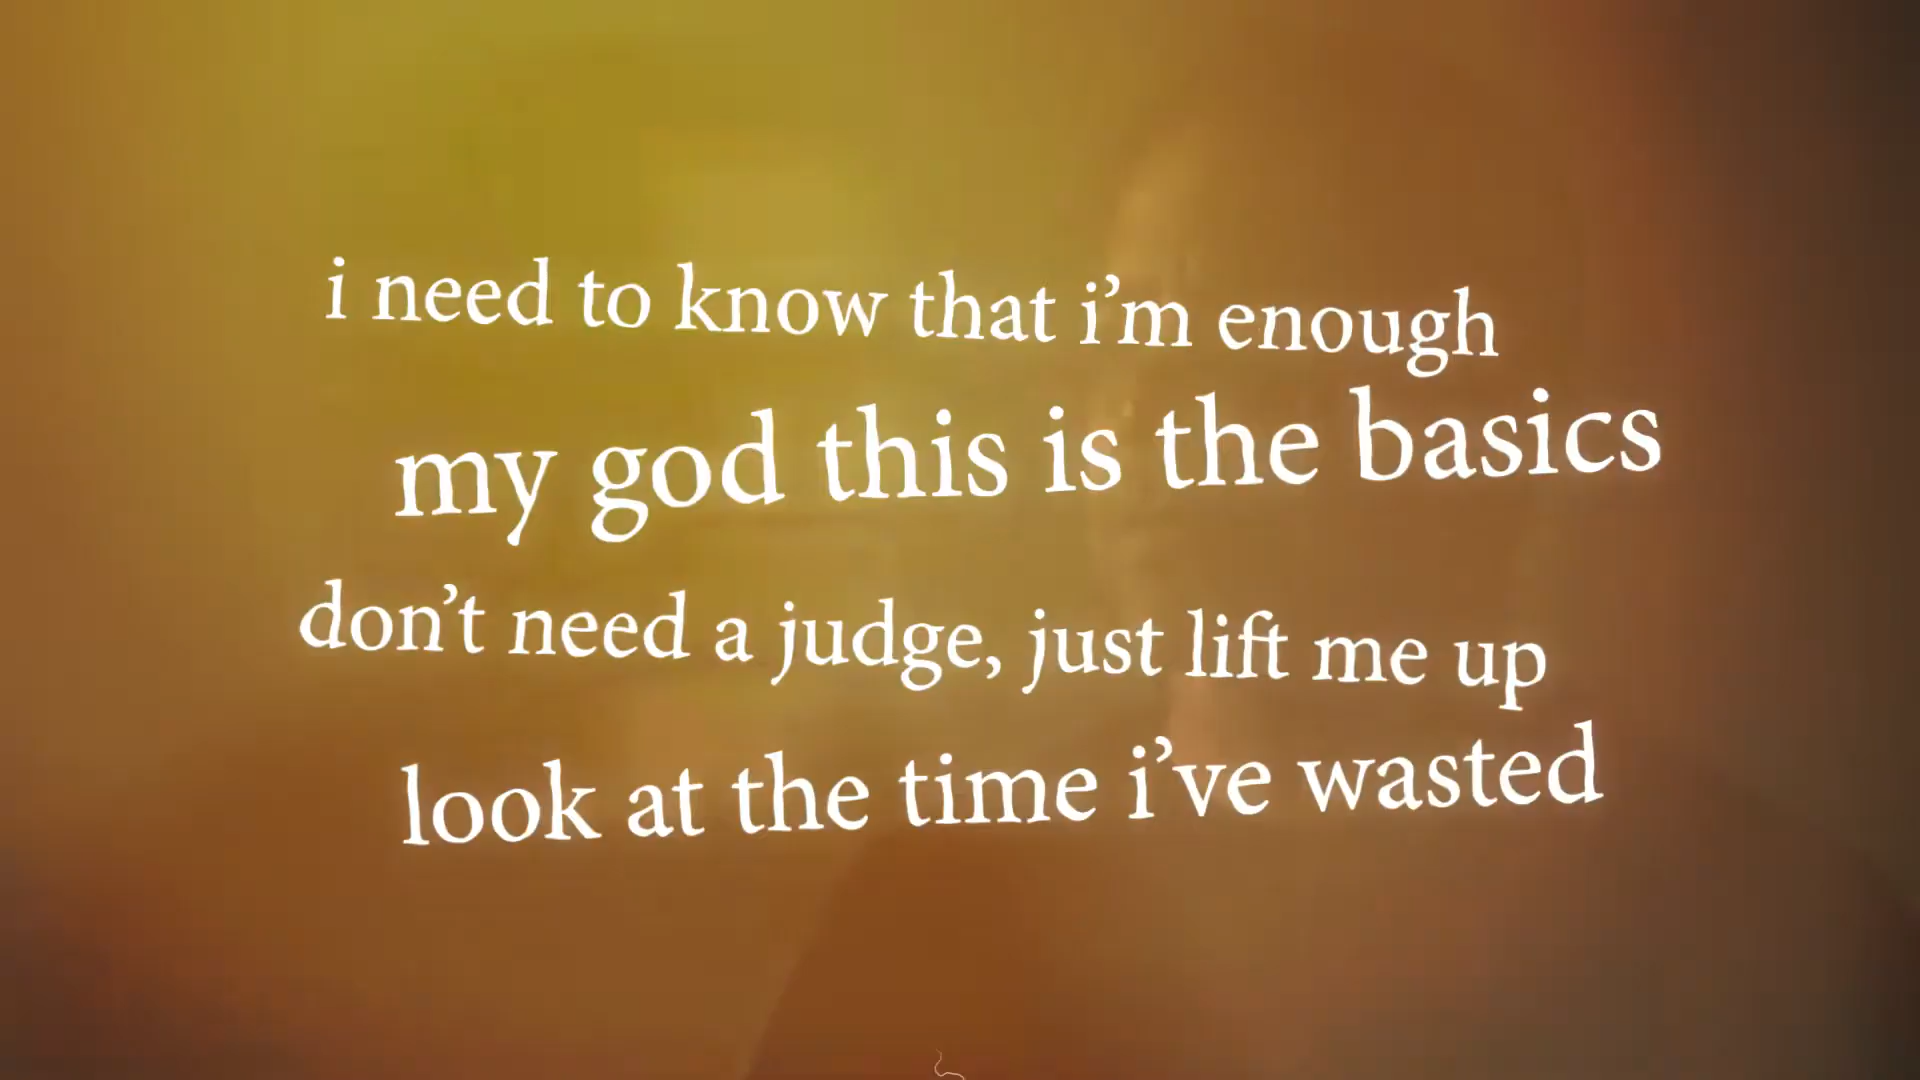 i need to know that i’m enough
my god this is the basics
don’t need a judge, just lift me up
look at the time i’ve wasted